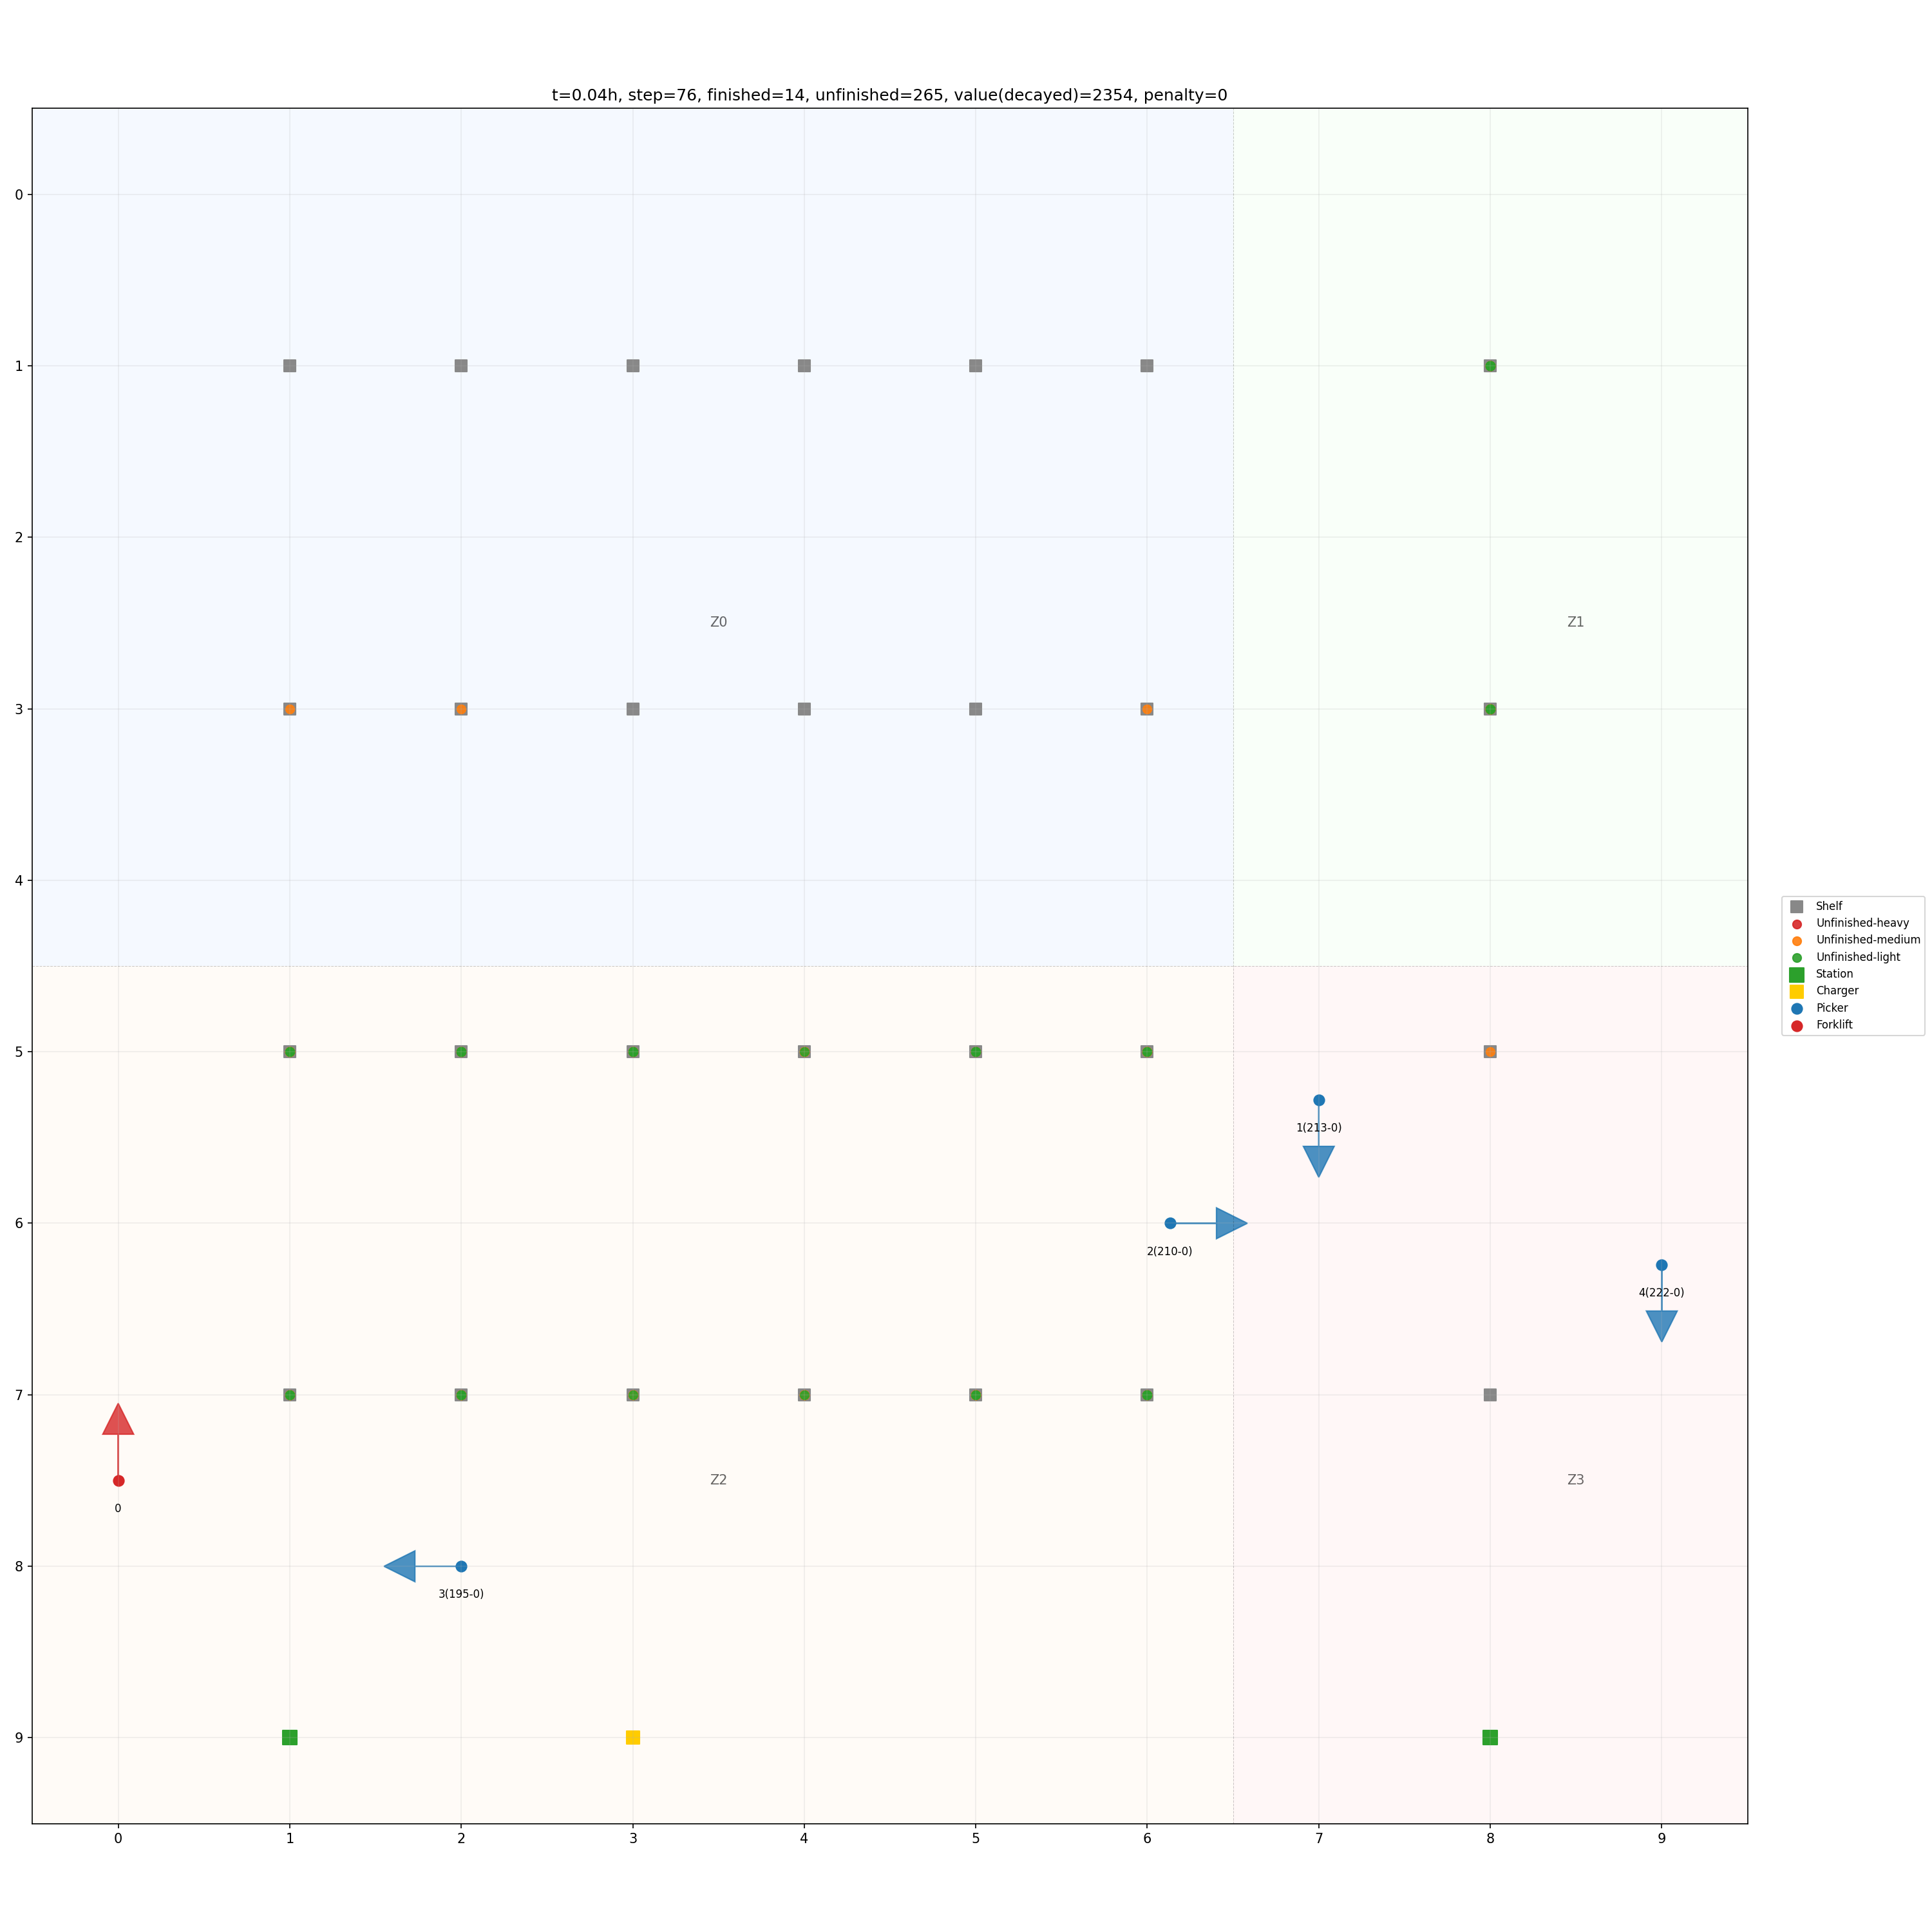 t=0.04h, step=76, finished=14, unfinished=265, value(decayed)=2354, penalty=0
0
1
2
Z0
Z1
3
4
Shelf
Unfinished-heavy
Unfinished-medium
Unfinished-light
Station
Charger
Picker
Forklift
5
1(213-0)
6
2(210-0)
4(222-0)
7
Z2
Z3
0
8
3(195-0)
9
0 1 2 3 4 5 6 7 8 9